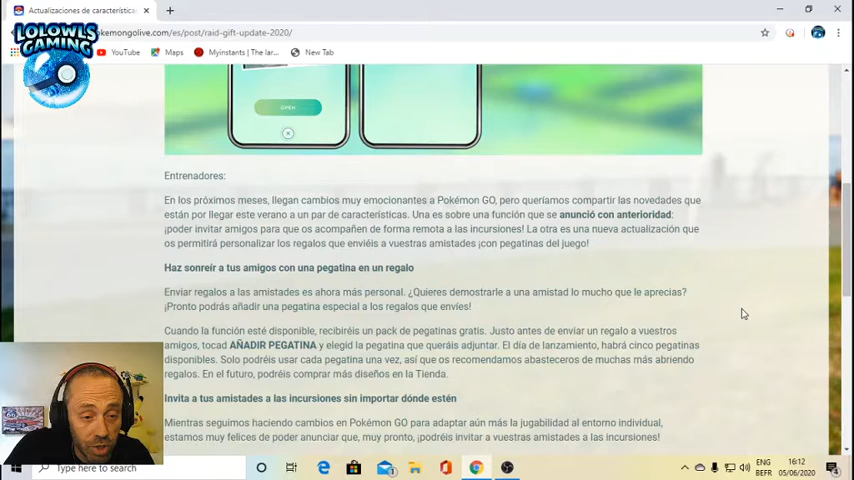 Actualizaciones de característica
pokemongolive.com/es/post/raid-gift-update-2020/
YouTube
Maps
Myinstants | The lar...
New Tab
LOLOWLS
GAMING
OPEN
Entrenadores:
En los próximos meses, llegan cambios muy emocionantes a Pokémon GO, pero queríamos compartir las novedades que
están por llegar este verano a un par de características. Una es sobre una función que se anunció con anterioridad:
¡poder invitar amigos para que os acompañen de forma remota a las incursiones! La otra es una nueva actualización que
os permitirá personalizar los regalos que enviéis a vuestras amistades ¡con pegatinas del juego!
Haz sonreír a tus amigos con una pegatina en un regalo
Enviar regalos a las amistades es ahora más personal. ¿Quieres demostrarle a una amistad lo mucho que le aprecias?
¡Pronto podrás añadir una pegatina especial a los regalos que envíes!
Cuando la función esté disponible, recibiréis un pack de pegatinas gratis. Justo antes de enviar un regalo a vuestros
amigos, tocad AÑADIR PEGATINA y elegid la pegatina que queráis adjuntar. El día de lanzamiento, habrá cinco pegatinas
disponibles. Solo podréis usar cada pegatina una vez, así que os recomendamos abasteceros de muchas más abriendo
regalos. En el futuro, podréis comprar más diseños en la Tienda.
Invita a tus amistades a las incursiones sin importar dónde estén
Mientras seguimos haciendo cambios en Pokémon GO para adaptar aún más la jugabilidad al entorno individual,
estamos muy felices de poder anunciar que, muy pronto, ¡podréis invitar a vuestras amistades a las incursiones!
Type here to search
ENG
BEFR
16:12
05/06/2020